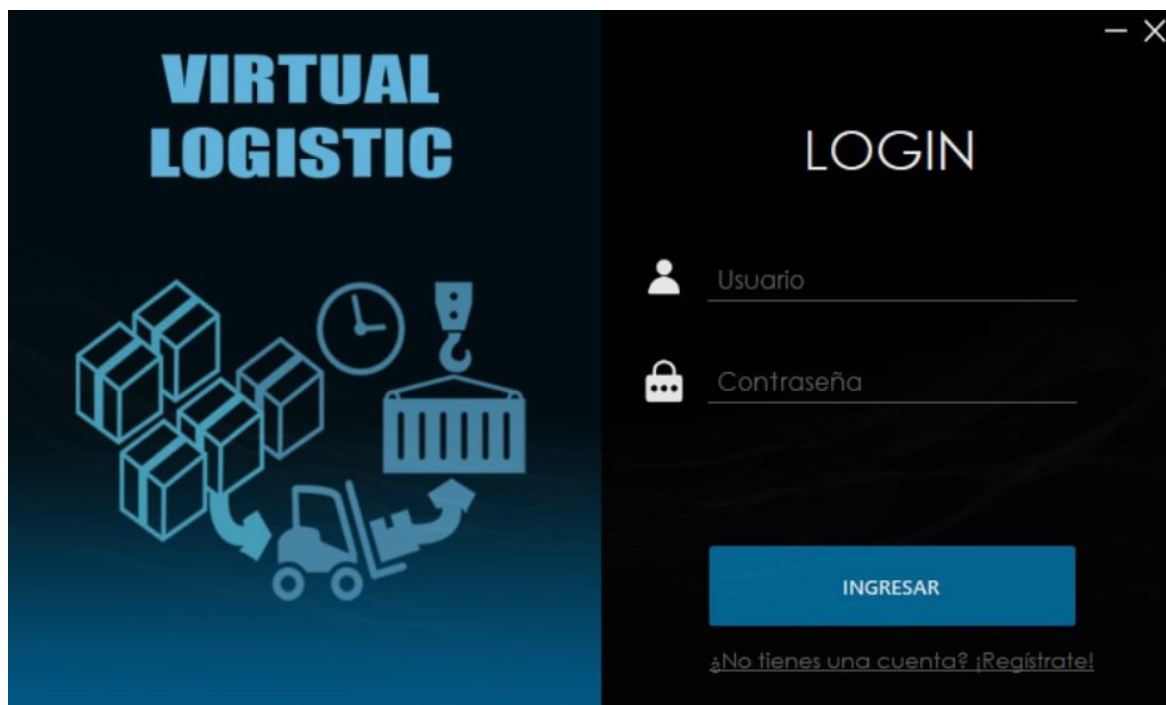 VIRTUAL
LOGISTIC
LOGIN
Usuario
Contraseña
INGRESAR
¿No tienes una cuenta? ¡Regístrate!